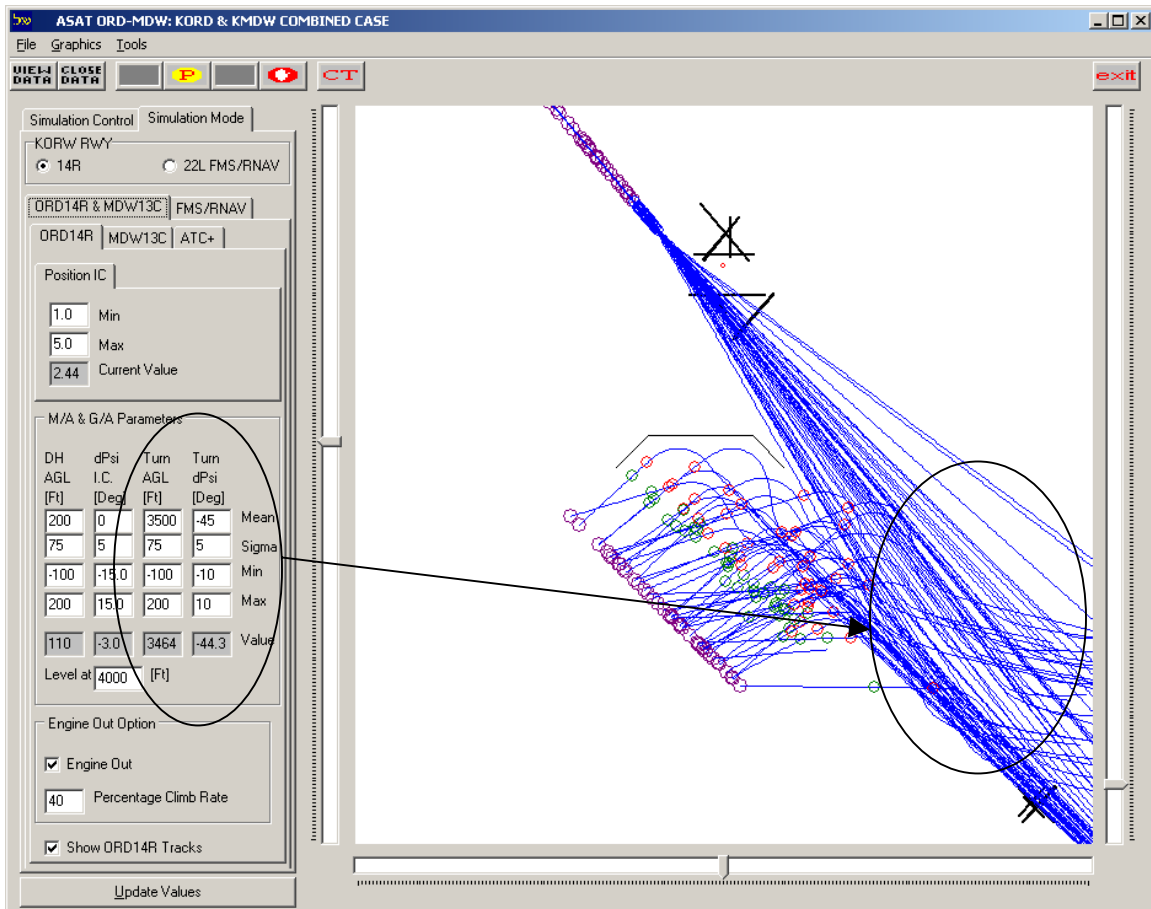 של ASAT ORD-MDW: KORD & KMDW COMBINED CASE
File Graphics Tools
VIEW DATA CLOSE DATA P CT exit
Simulation Control Simulation Mode
KORW RWY
14R 22L FMS/RNAV
ORD14R & MDW13C FMS/RNAV
ORD14R MDW13C ATC+
Position IC
1.0 Min
5.0 Max
2.44 Current Value
M/A & G/A Parameters
DH dPsi Turn Turn
AGL I.C. AGL dPsi
[Ft] [Deg] [Ft] [Deg]
200 0 3500 -45 Mean
75 5 75 5 Sigma
-100 -15.0 -100 -10 Min
200 15.0 200 10 Max
110 -3.0 3464 -44.3 Value
Level at 4000 [Ft]
Engine Out Option
Engine Out
40 Percentage Climb Rate
Show ORD14R Tracks
Update Values